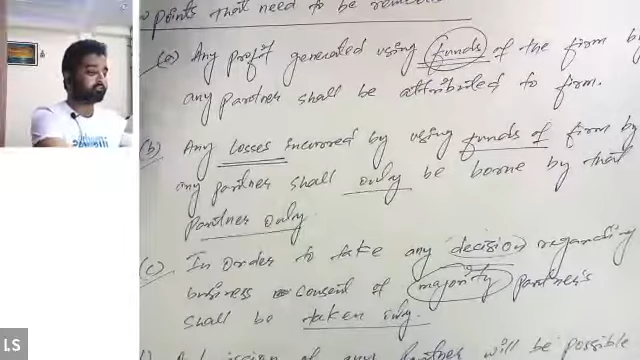 points that need to be
(a) Any profit generated using funds of the firm by
any partner shall be attributed to firm.
(b) Any losses incurred by using funds of firm by
any partner shall only be borne by that
partner only.
(c) In order to take any decision regarding
business consent of majority partner's
shall be taken only.
of any partner will be possible
LS